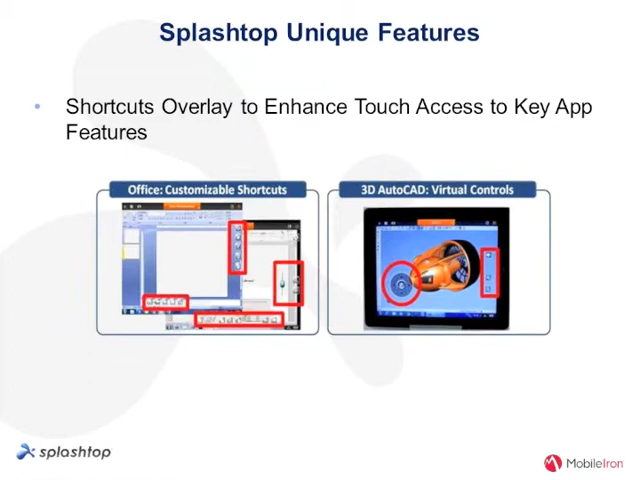 Splashtop Unique Features
• Shortcuts Overlay to Enhance Touch Access to Key App
Features
Office: Customizable Shortcuts
3D AutoCAD: Virtual Controls
splashtop
MobileIron